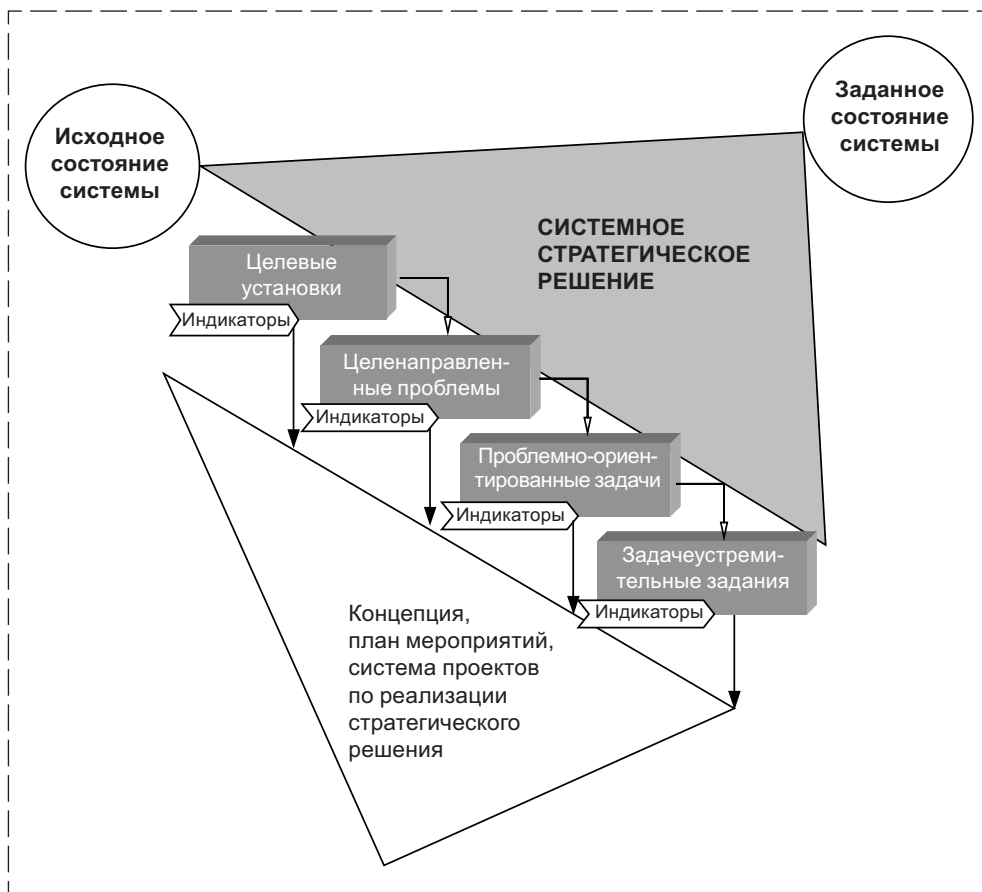 Исходное
состояние
системы
Заданное
состояние
системы
СИСТЕМНОЕ
СТРАТЕГИЧЕСКОЕ
РЕШЕНИЕ
Целевые
установки
Индикаторы
Целенаправлен-
ные проблемы
Индикаторы
Проблемно-ориен-
тированные задачи
Индикаторы
Задачеустреми-
тельные задания
Индикаторы
Концепция,
план мероприятий,
система проектов
по реализации
стратегического
решения